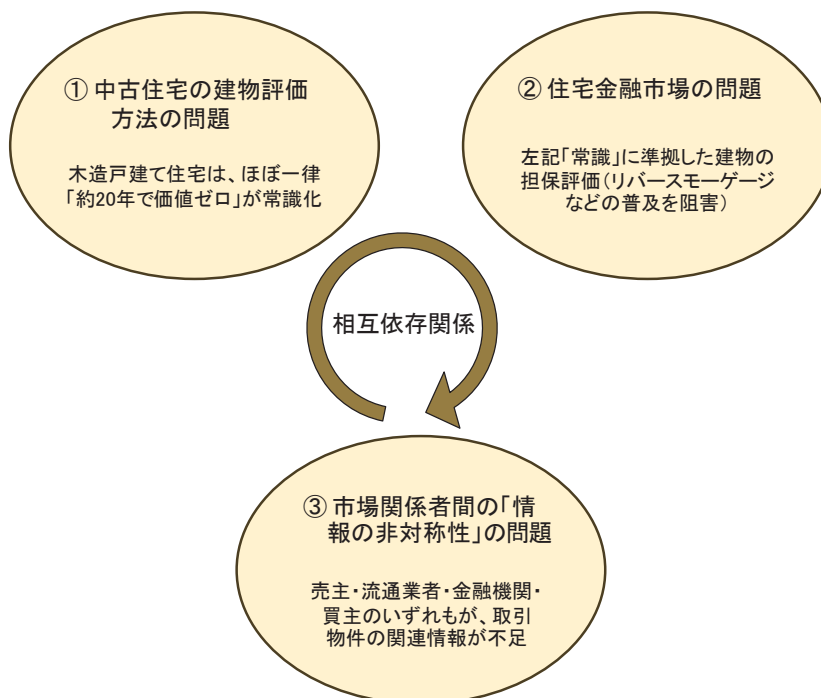 ① 中古住宅の建物評価
方法の問題
木造戸建て住宅は、ほぼ一律
「約20年で価値ゼロ」が常識化
② 住宅金融市場の問題
左記「常識」に準拠した建物の
担保評価(リバースモーゲージ
などの普及を阻害)
相互依存関係
③ 市場関係者間の「情
報の非対称性」の問題
売主・流通業者・金融機関・
買主のいずれもが、取引
物件の関連情報が不足